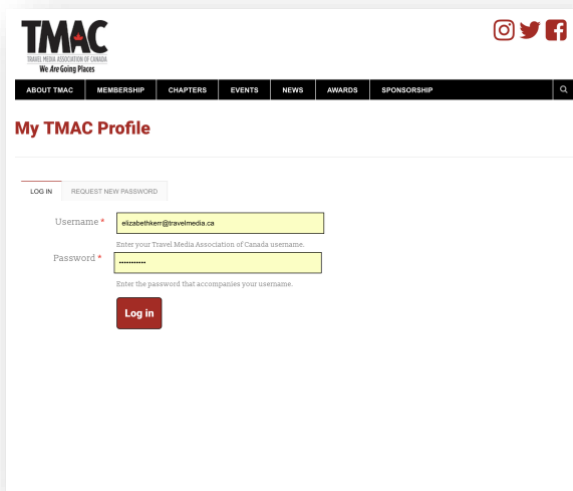 TMAC
TRAVEL MEDIA ASSOCIATION OF CANADA
We Are Going Places
ABOUT TMAC MEMBERSHIP CHAPTERS EVENTS NEWS AWARDS SPONSORSHIP
My TMAC Profile
LOG IN REQUEST NEW PASSWORD
Username * elizabethkerr@travelmedia.ca
Enter your Travel Media Association of Canada username.
Password * ••••••••••••
Enter the password that accompanies your username.
Log in